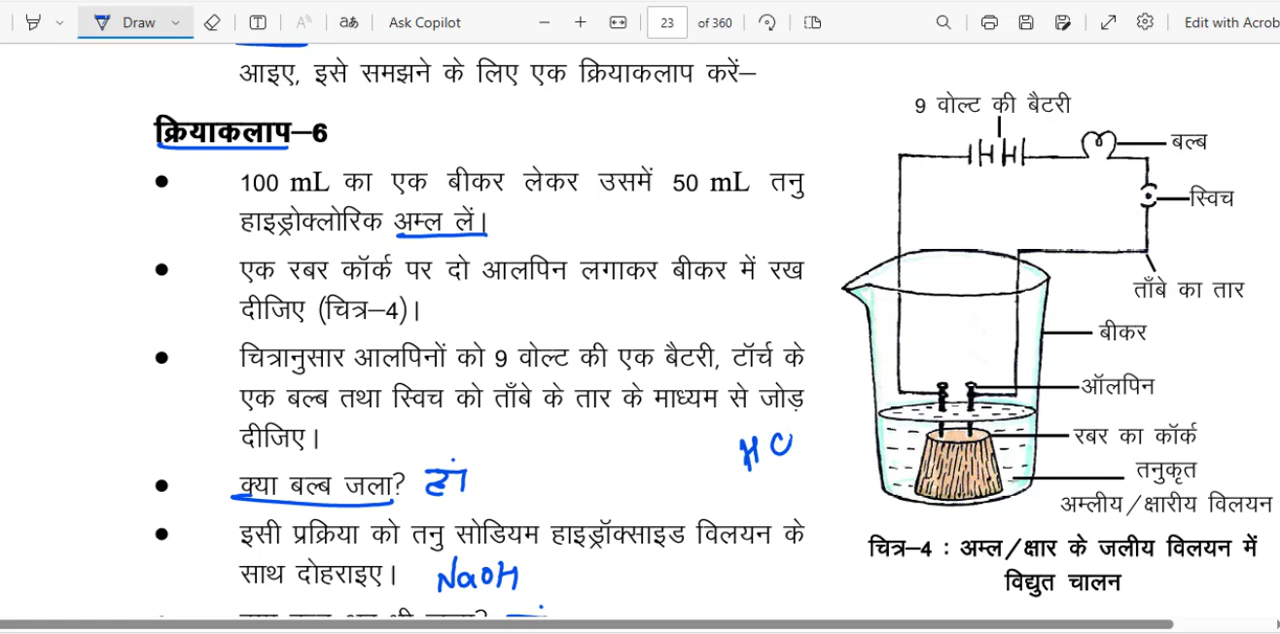 Draw
aあ
Ask Copilot
23 of 360
Edit with Acrob
आइए, इसे समझने के लिए एक क्रियाकलाप करें–
क्रियाकलाप–6
● 100 mL का एक बीकर लेकर उसमें 50 mL तनु
हाइड्रोक्लोरिक अम्ल लें।
● एक रबर कॉर्क पर दो आलपिन लगाकर बीकर में रख
दीजिए (चित्र–4)।
● चित्रानुसार आलपिनों को 9 वोल्ट की एक बैटरी, टॉर्च के
एक बल्ब तथा स्विच को ताँबे के तार के माध्यम से जोड़
दीजिए।
H C
● क्या बल्ब जला? हां
● इसी प्रक्रिया को तनु सोडियम हाइड्रॉक्साइड विलयन के
साथ दोहराइए। NaOH
9 वोल्ट की बैटरी
बल्ब
स्विच
ताँबे का तार
बीकर
ऑलपिन
रबर का कॉर्क
तनुकृत
अम्लीय/क्षारीय विलयन
चित्र–4 : अम्ल/क्षार के जलीय विलयन में
विद्युत चालन